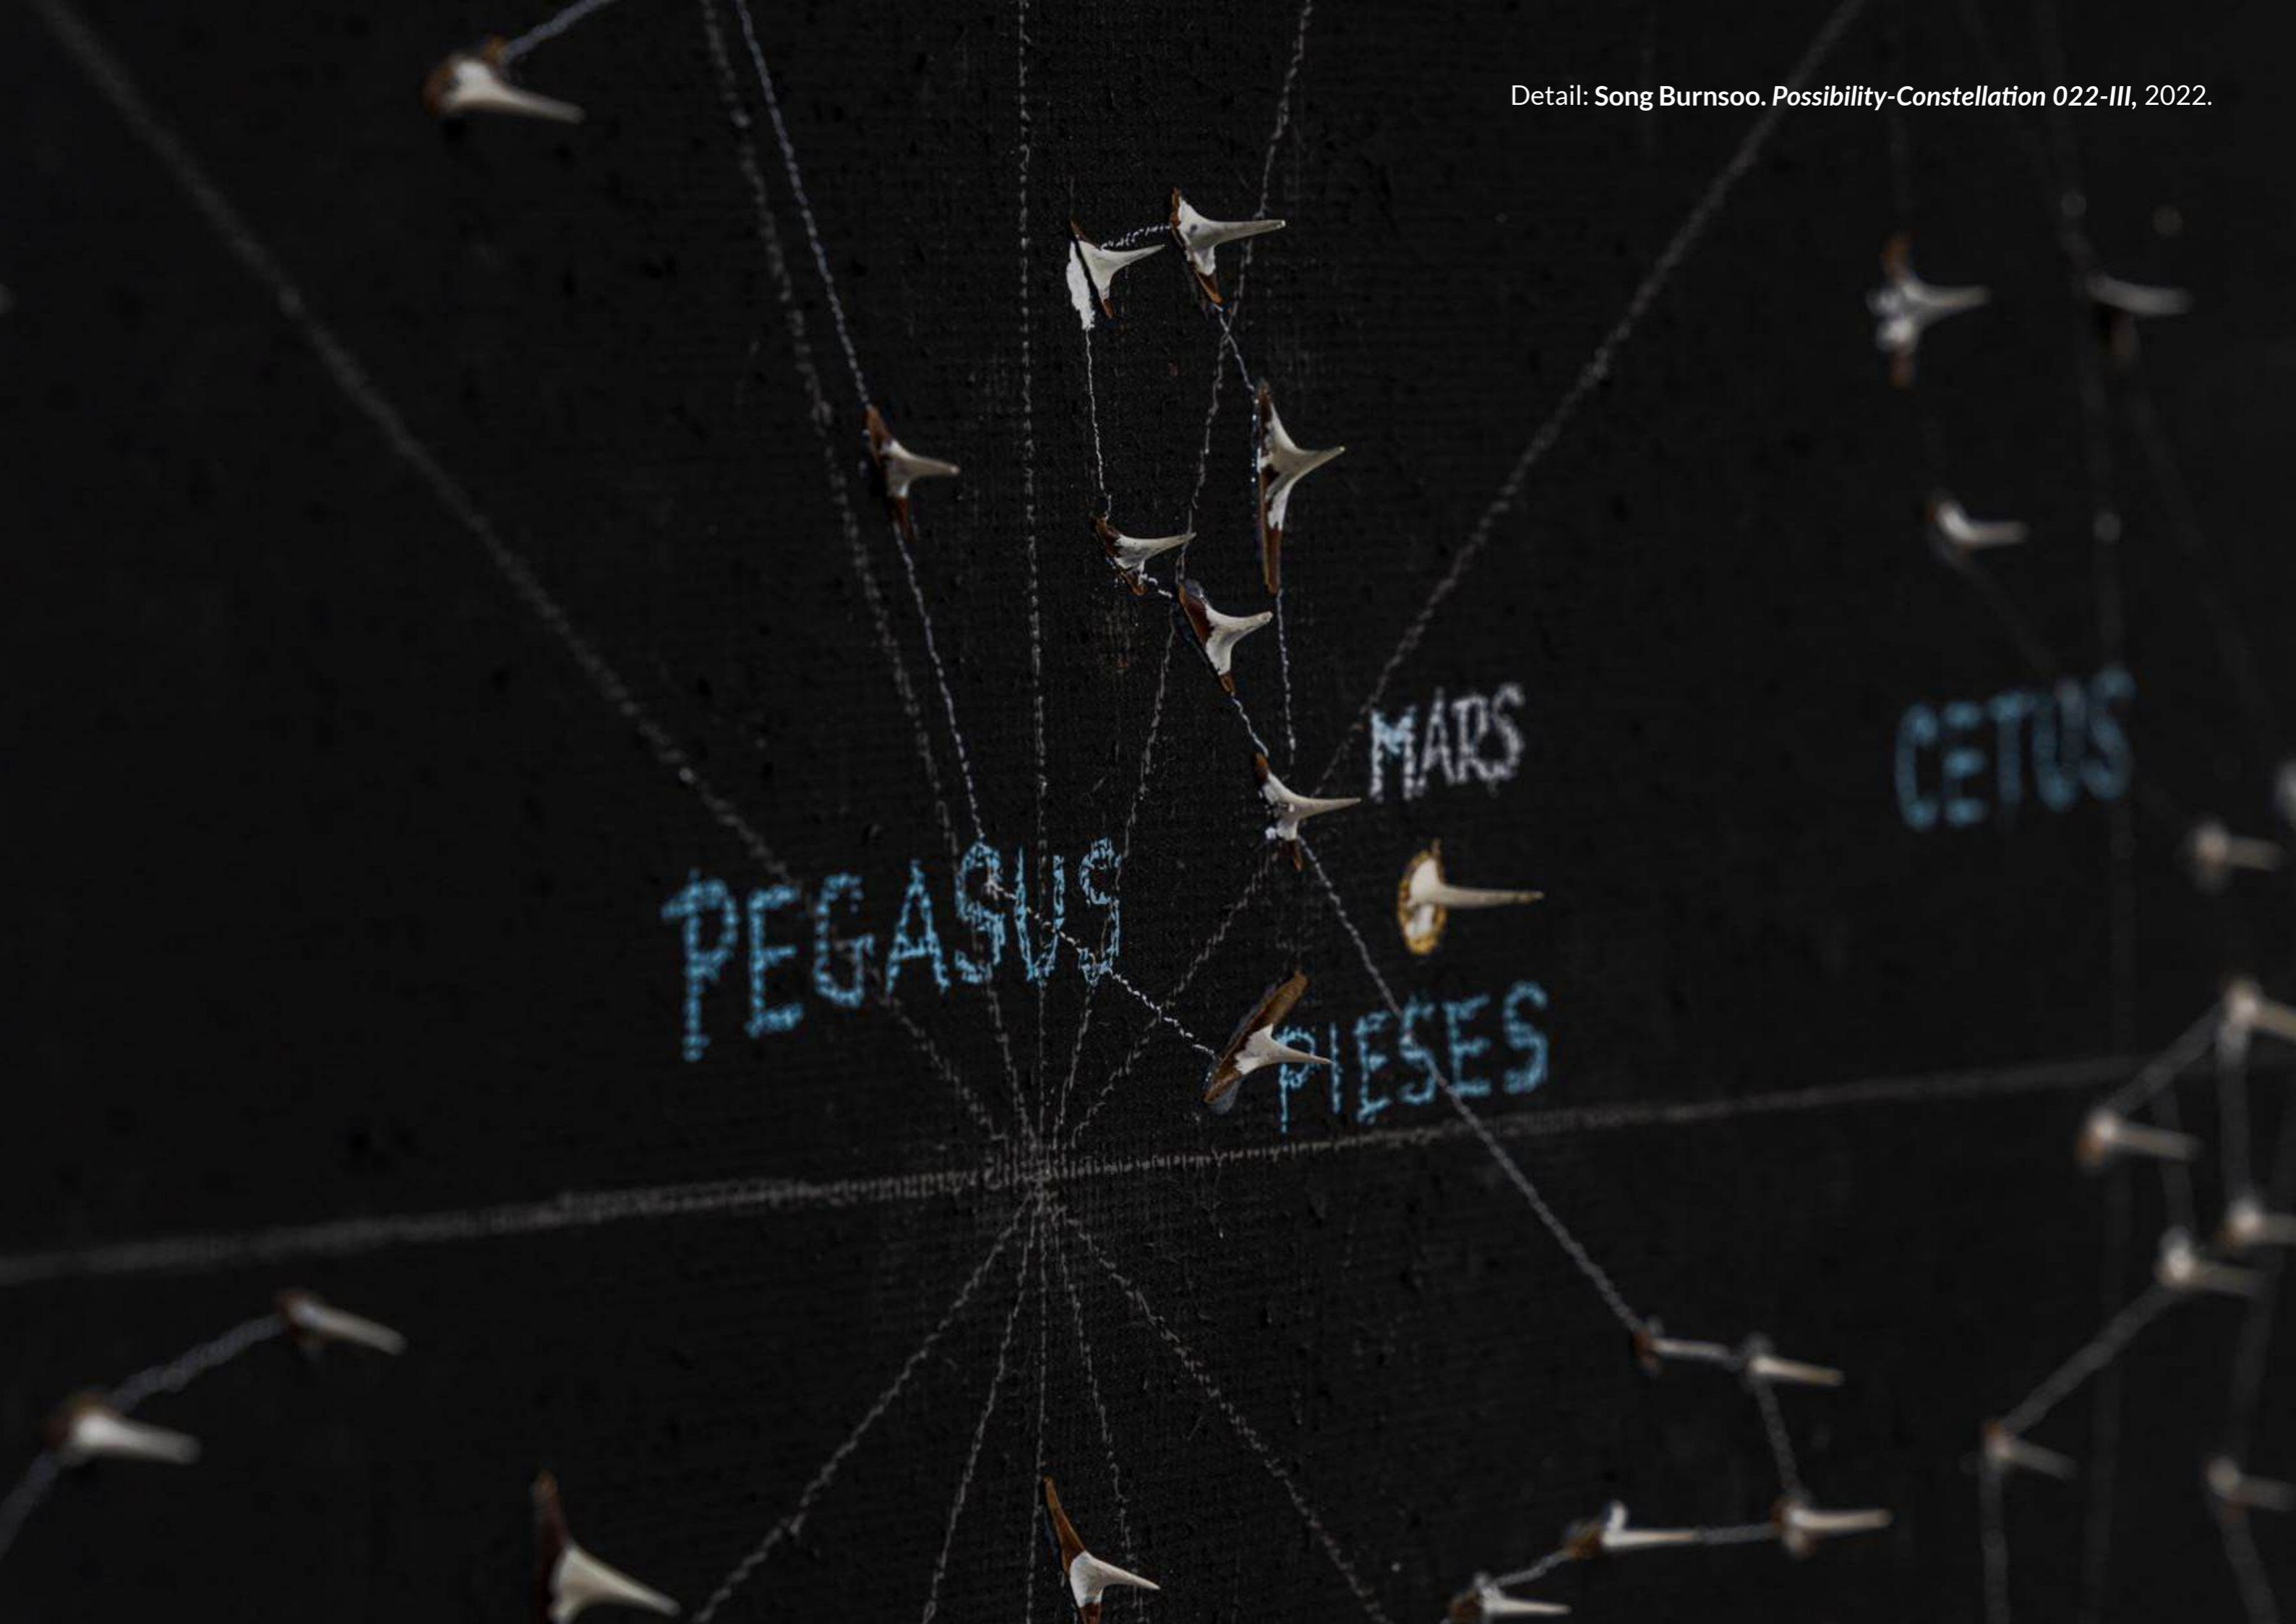 Detail: Song Burnsoo. Possibility-Constellation 022-III, 2022.
MARS
CETUS
PEGASUS
PIESES